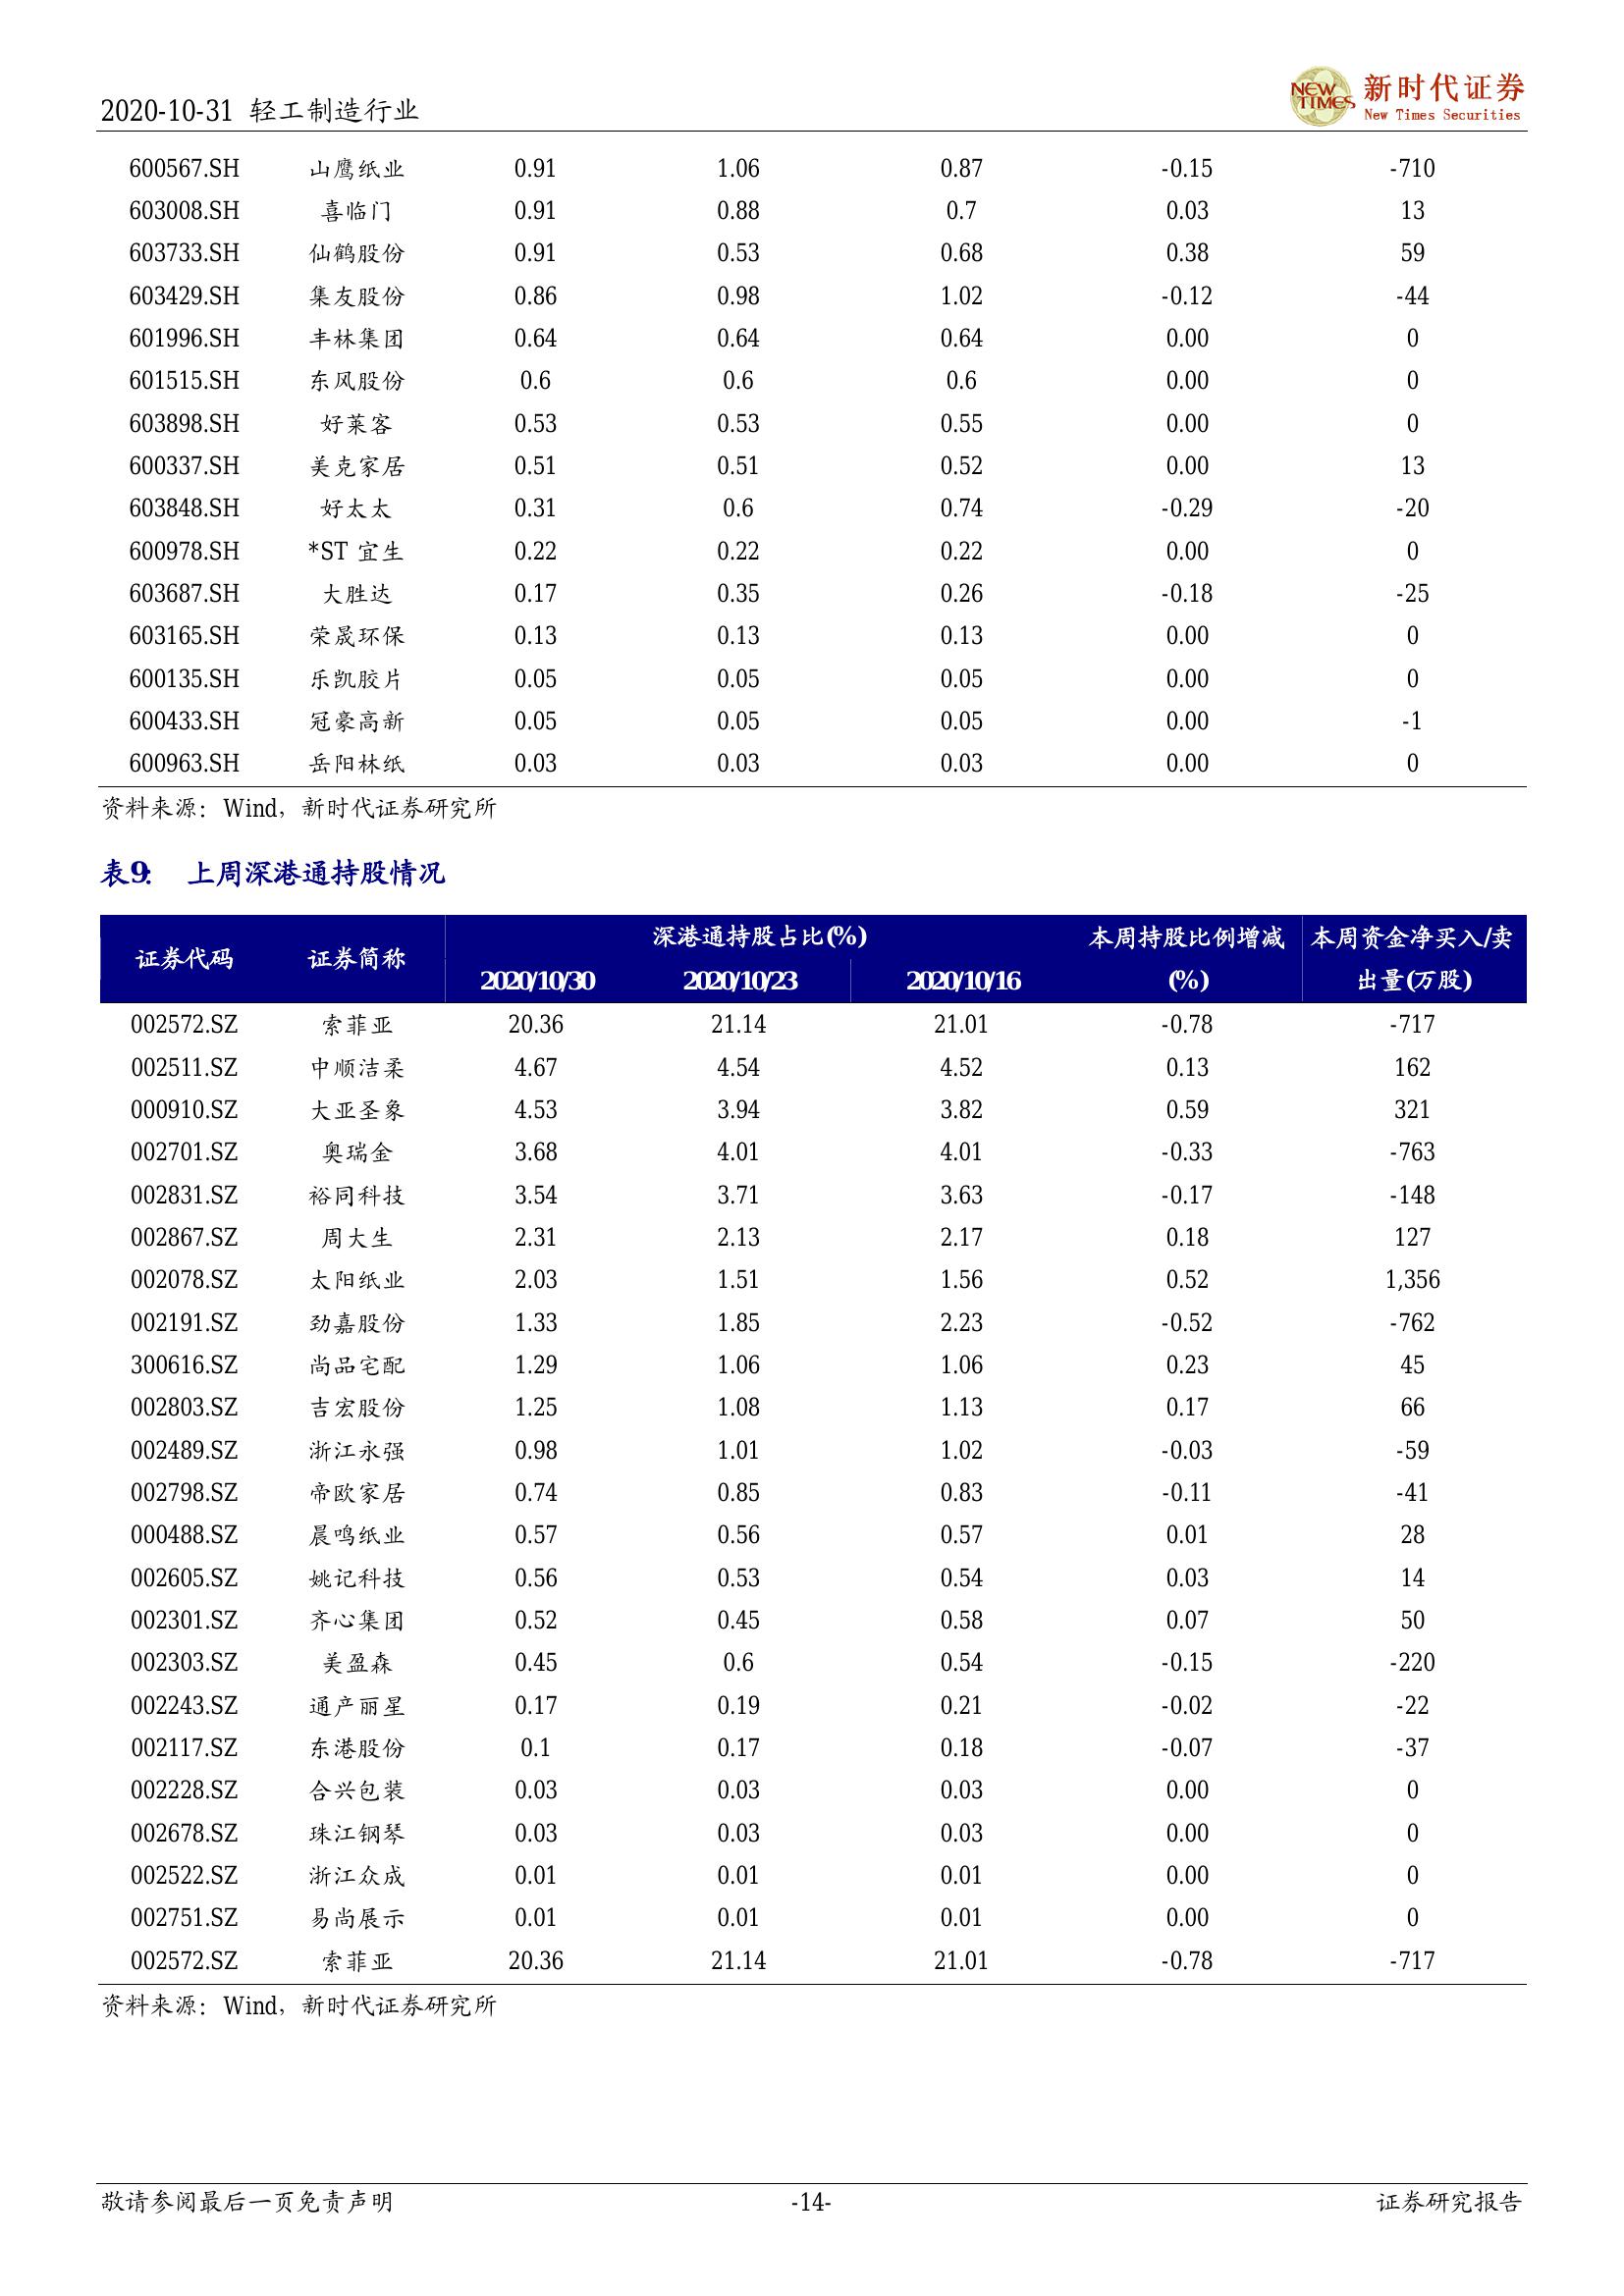 2020-10-31 轻工制造行业
NEW TIMES 新时代证券
New Times Securities
600567.SH 山鹰纸业 0.91 1.06 0.87 -0.15 -710
603008.SH 喜临门 0.91 0.88 0.7 0.03 13
603733.SH 仙鹤股份 0.91 0.53 0.68 0.38 59
603429.SH 集友股份 0.86 0.98 1.02 -0.12 -44
601996.SH 丰林集团 0.64 0.64 0.64 0.00 0
601515.SH 东风股份 0.6 0.6 0.6 0.00 0
603898.SH 好莱客 0.53 0.53 0.55 0.00 0
600337.SH 美克家居 0.51 0.51 0.52 0.00 13
603848.SH 好太太 0.31 0.6 0.74 -0.29 -20
600978.SH *ST 宜生 0.22 0.22 0.22 0.00 0
603687.SH 大胜达 0.17 0.35 0.26 -0.18 -25
603165.SH 荣晟环保 0.13 0.13 0.13 0.00 0
600135.SH 乐凯胶片 0.05 0.05 0.05 0.00 0
600433.SH 冠豪高新 0.05 0.05 0.05 0.00 -1
600963.SH 岳阳林纸 0.03 0.03 0.03 0.00 0
资料来源：Wind，新时代证券研究所
表9： 上周深港通持股情况
证券代码 证券简称 深港通持股占比(%) 本周持股比例增减 本周资金净买入/卖
2020/10/30 2020/10/23 2020/10/16 (%) 出量(万股)
002572.SZ 索菲亚 20.36 21.14 21.01 -0.78 -717
002511.SZ 中顺洁柔 4.67 4.54 4.52 0.13 162
000910.SZ 大亚圣象 4.53 3.94 3.82 0.59 321
002701.SZ 奥瑞金 3.68 4.01 4.01 -0.33 -763
002831.SZ 裕同科技 3.54 3.71 3.63 -0.17 -148
002867.SZ 周大生 2.31 2.13 2.17 0.18 127
002078.SZ 太阳纸业 2.03 1.51 1.56 0.52 1,356
002191.SZ 劲嘉股份 1.33 1.85 2.23 -0.52 -762
300616.SZ 尚品宅配 1.29 1.06 1.06 0.23 45
002803.SZ 吉宏股份 1.25 1.08 1.13 0.17 66
002489.SZ 浙江永强 0.98 1.01 1.02 -0.03 -59
002798.SZ 帝欧家居 0.74 0.85 0.83 -0.11 -41
000488.SZ 晨鸣纸业 0.57 0.56 0.57 0.01 28
002605.SZ 姚记科技 0.56 0.53 0.54 0.03 14
002301.SZ 齐心集团 0.52 0.45 0.58 0.07 50
002303.SZ 美盈森 0.45 0.6 0.54 -0.15 -220
002243.SZ 通产丽星 0.17 0.19 0.21 -0.02 -22
002117.SZ 东港股份 0.1 0.17 0.18 -0.07 -37
002228.SZ 合兴包装 0.03 0.03 0.03 0.00 0
002678.SZ 珠江钢琴 0.03 0.03 0.03 0.00 0
002522.SZ 浙江众成 0.01 0.01 0.01 0.00 0
002751.SZ 易尚展示 0.01 0.01 0.01 0.00 0
002572.SZ 索菲亚 20.36 21.14 21.01 -0.78 -717
资料来源：Wind，新时代证券研究所
敬请参阅最后一页免责声明 -14- 证券研究报告